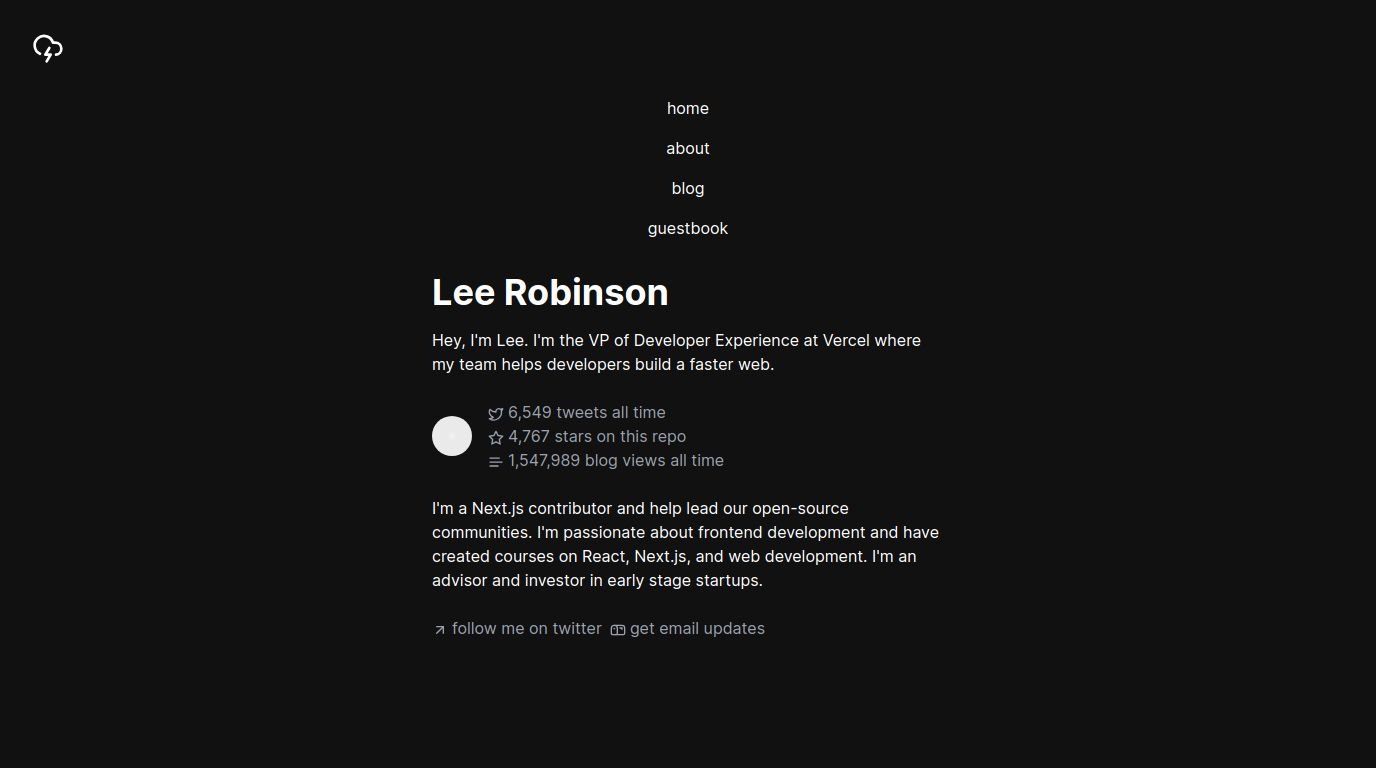 home
about
blog
guestbook
Lee Robinson
Hey, I'm Lee. I'm the VP of Developer Experience at Vercel where
my team helps developers build a faster web.
6,549 tweets all time
4,767 stars on this repo
1,547,989 blog views all time
I'm a Next.js contributor and help lead our open-source
communities. I'm passionate about frontend development and have
created courses on React, Next.js, and web development. I'm an
advisor and investor in early stage startups.
follow me on twitter get email updates